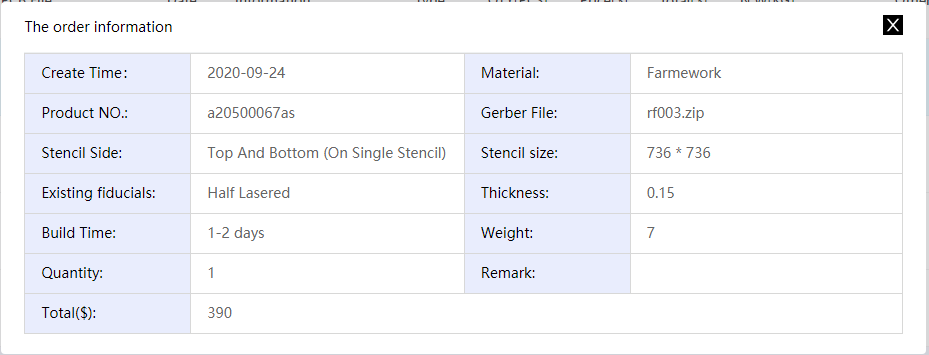 The order information X
Create Time: 2020-09-24 Material: Farmework
Product NO.: a20500067as Gerber File: rf003.zip
Stencil Side: Top And Bottom (On Single Stencil) Stencil size: 736 * 736
Existing fiducials: Half Lasered Thickness: 0.15
Build Time: 1-2 days Weight: 7
Quantity: 1 Remark:
Total($): 390